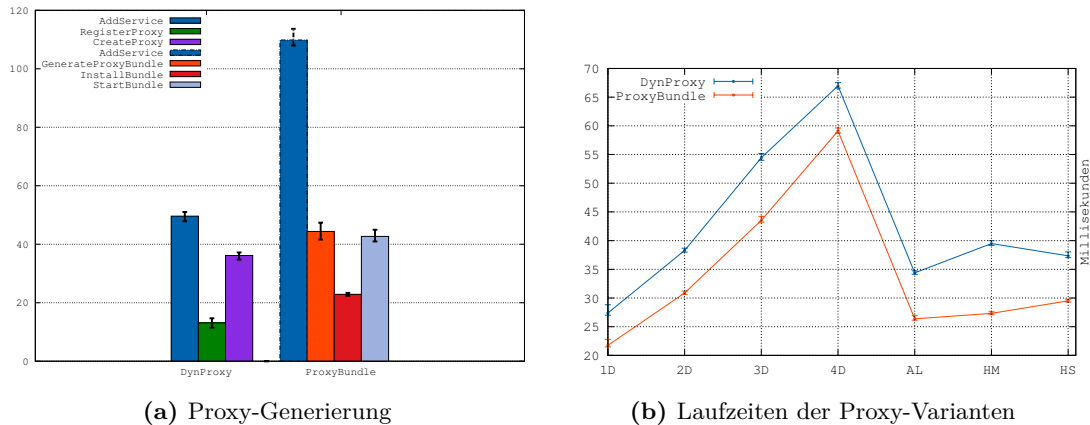 120
100
80
60
40
20
0
AddService
RegisterProxy
CreateProxy
AddService
GenerateProxyBundle
InstallBundle
StartBundle
DynProxy
ProxyBundle
(a) Proxy-Generierung
70
65
60
55
50
45
40
35
30
25
20
DynProxy
ProxyBundle
1D
2D
3D
4D
AL
HM
HS
Millisekunden
(b) Laufzeiten der Proxy-Varianten